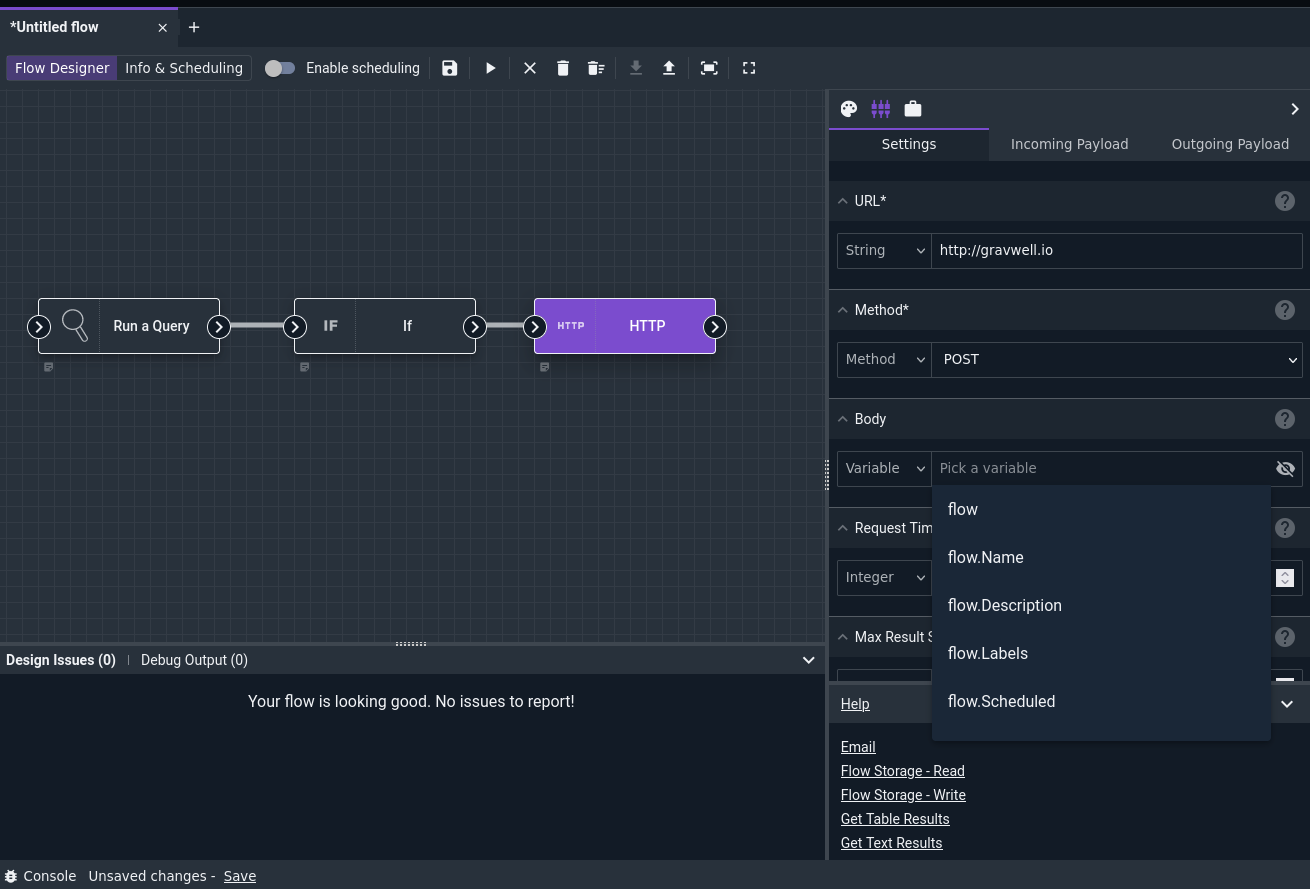 *Untitled flow
Flow Designer Info & Scheduling Enable scheduling
Settings Incoming Payload Outgoing Payload
URL*
String http://gravwell.io
Method*
Method POST
Body
Variable Pick a variable
flow
flow.Name
flow.Description
flow.Labels
flow.Scheduled
Request Tim
Integer
Max Result S
Run a Query
IF If
HTTP HTTP
Design Issues (0) Debug Output (0)
Your flow is looking good. No issues to report!
Help
Email
Flow Storage - Read
Flow Storage - Write
Get Table Results
Get Text Results
Console Unsaved changes - Save